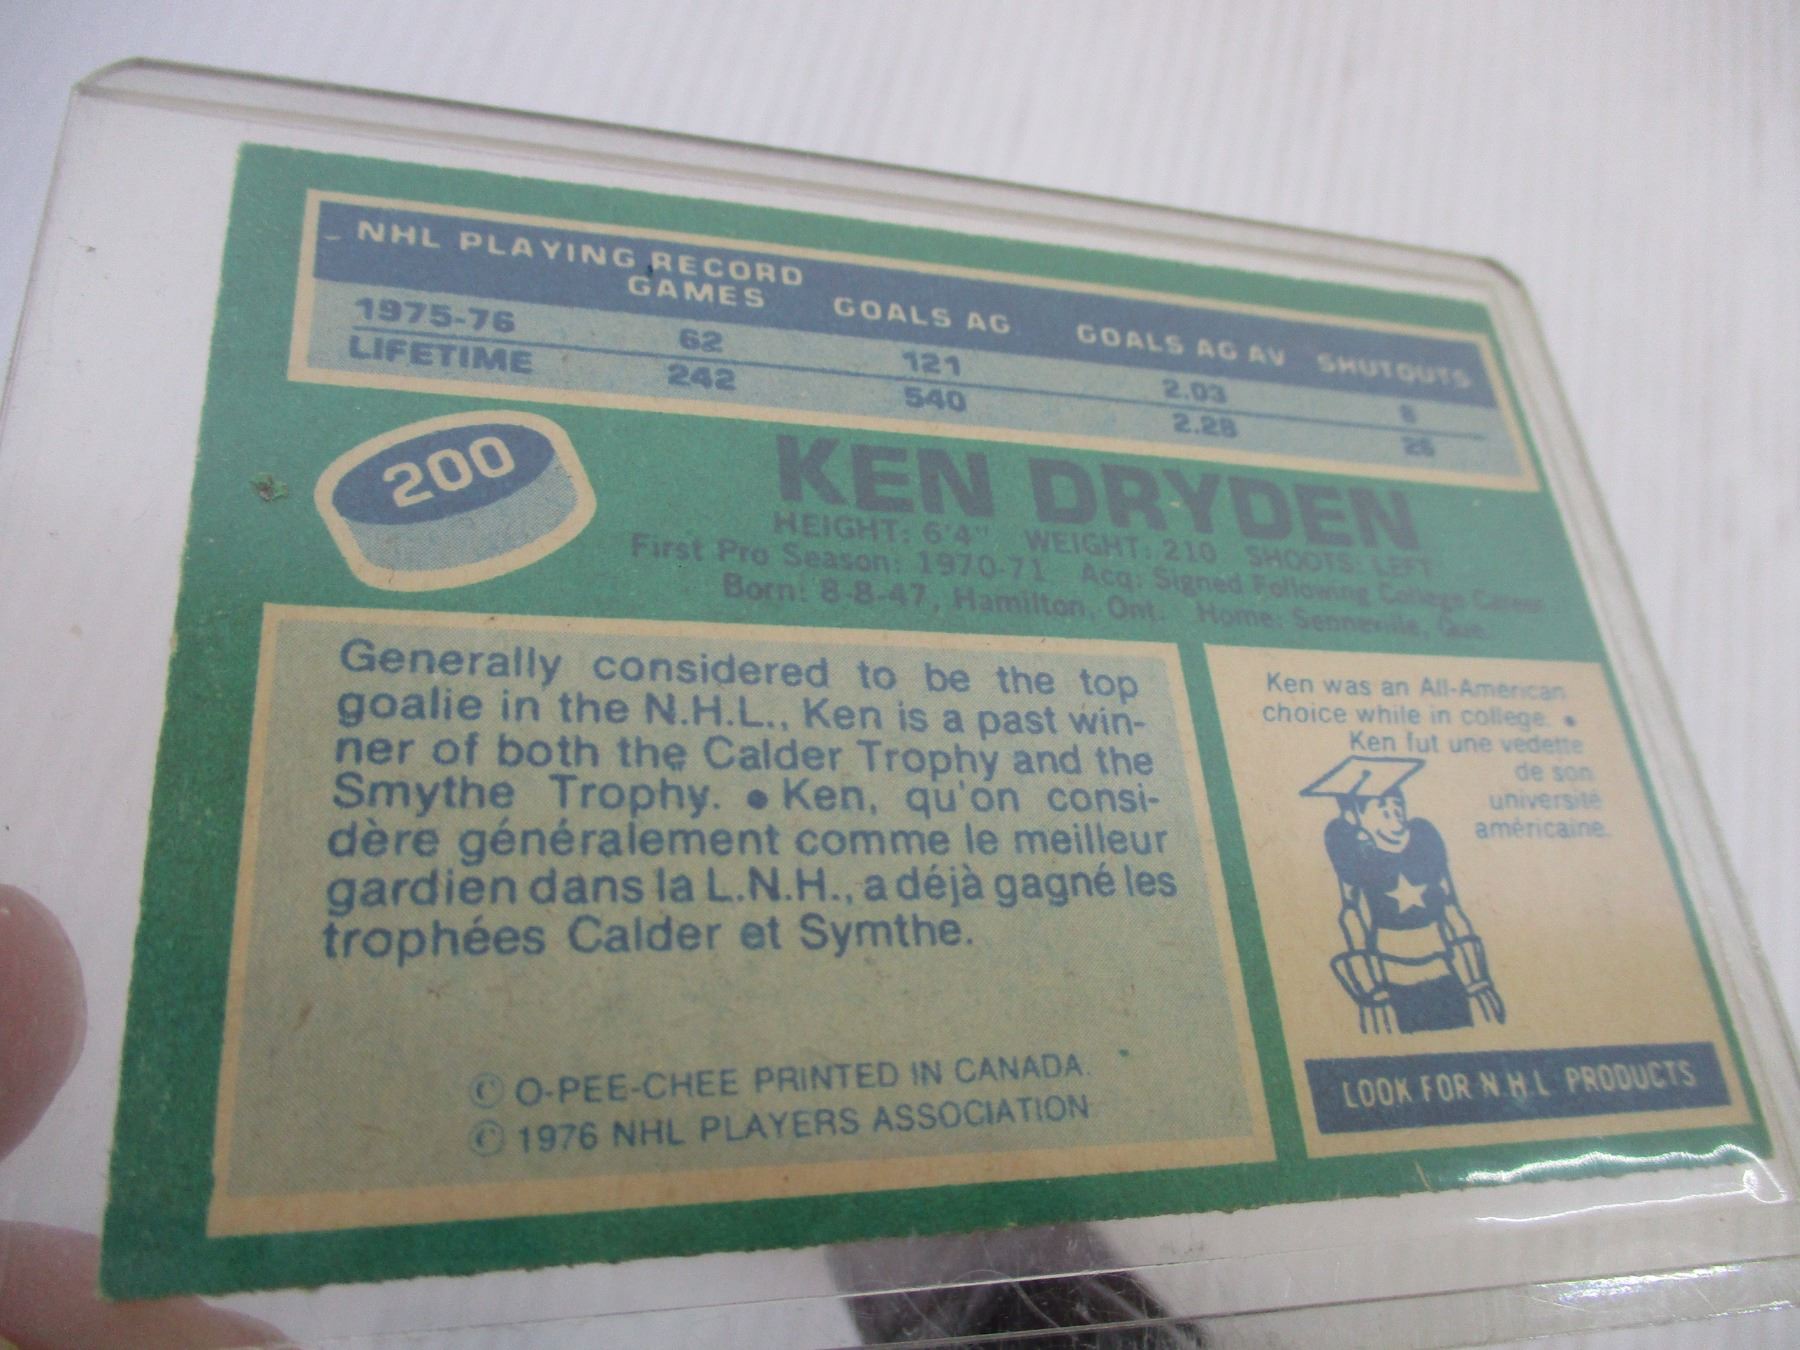 NHL PLAYING RECORD
GAMES GOALS AG GOALS AG AV SHUTOUTS
1975-76 62 121 2.03 8
LIFETIME 242 540 2.28 26
200
KEN DRYDEN
HEIGHT: 6'4" WEIGHT: 210 SHOOTS: LEFT
First Pro Season: 1970-71 Acq: Signed Following College Career
Born: 8-8-47, Hamilton, Ont. Home: Senneville, Que.
Generally considered to be the top
goalie in the N.H.L., Ken is a past win-
ner of both the Calder Trophy and the
Smythe Trophy. • Ken, qu'on consi-
dère généralement comme le meilleur
gardien dans la L.N.H., a déjà gagné les
trophées Calder et Symthe.
© O-PEE-CHEE PRINTED IN CANADA.
© 1976 NHL PLAYERS ASSOCIATION
Ken was an All-American
choice while in college. •
Ken fut une vedette
de son
université
américaine.
LOOK FOR N H L PRODUCTS